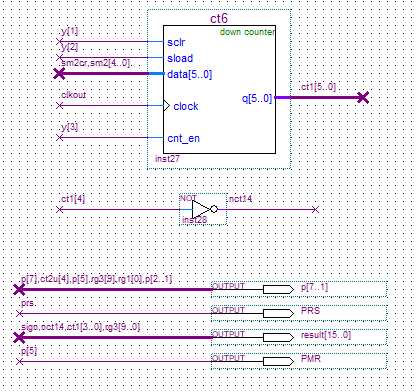 ct6
down counter
y[1]
sclr
y[2]
sload
sm2cr,sm2[4..0]
data[5..0]
q[5..0]
ct1[5..0]
clkout
clock
y[3]
cnt_en
inst27
ct1[4]
NOT
nct14
inst28
p[7],ct2u[4],p[5],rg3[9],rg1[0],p[2..1]
OUTPUT
p[7..1]
prs
OUTPUT
PRS
sign,nct14,ct1[3..0],rg3[9..0]
OUTPUT
result[15..0]
p[5]
OUTPUT
PMR